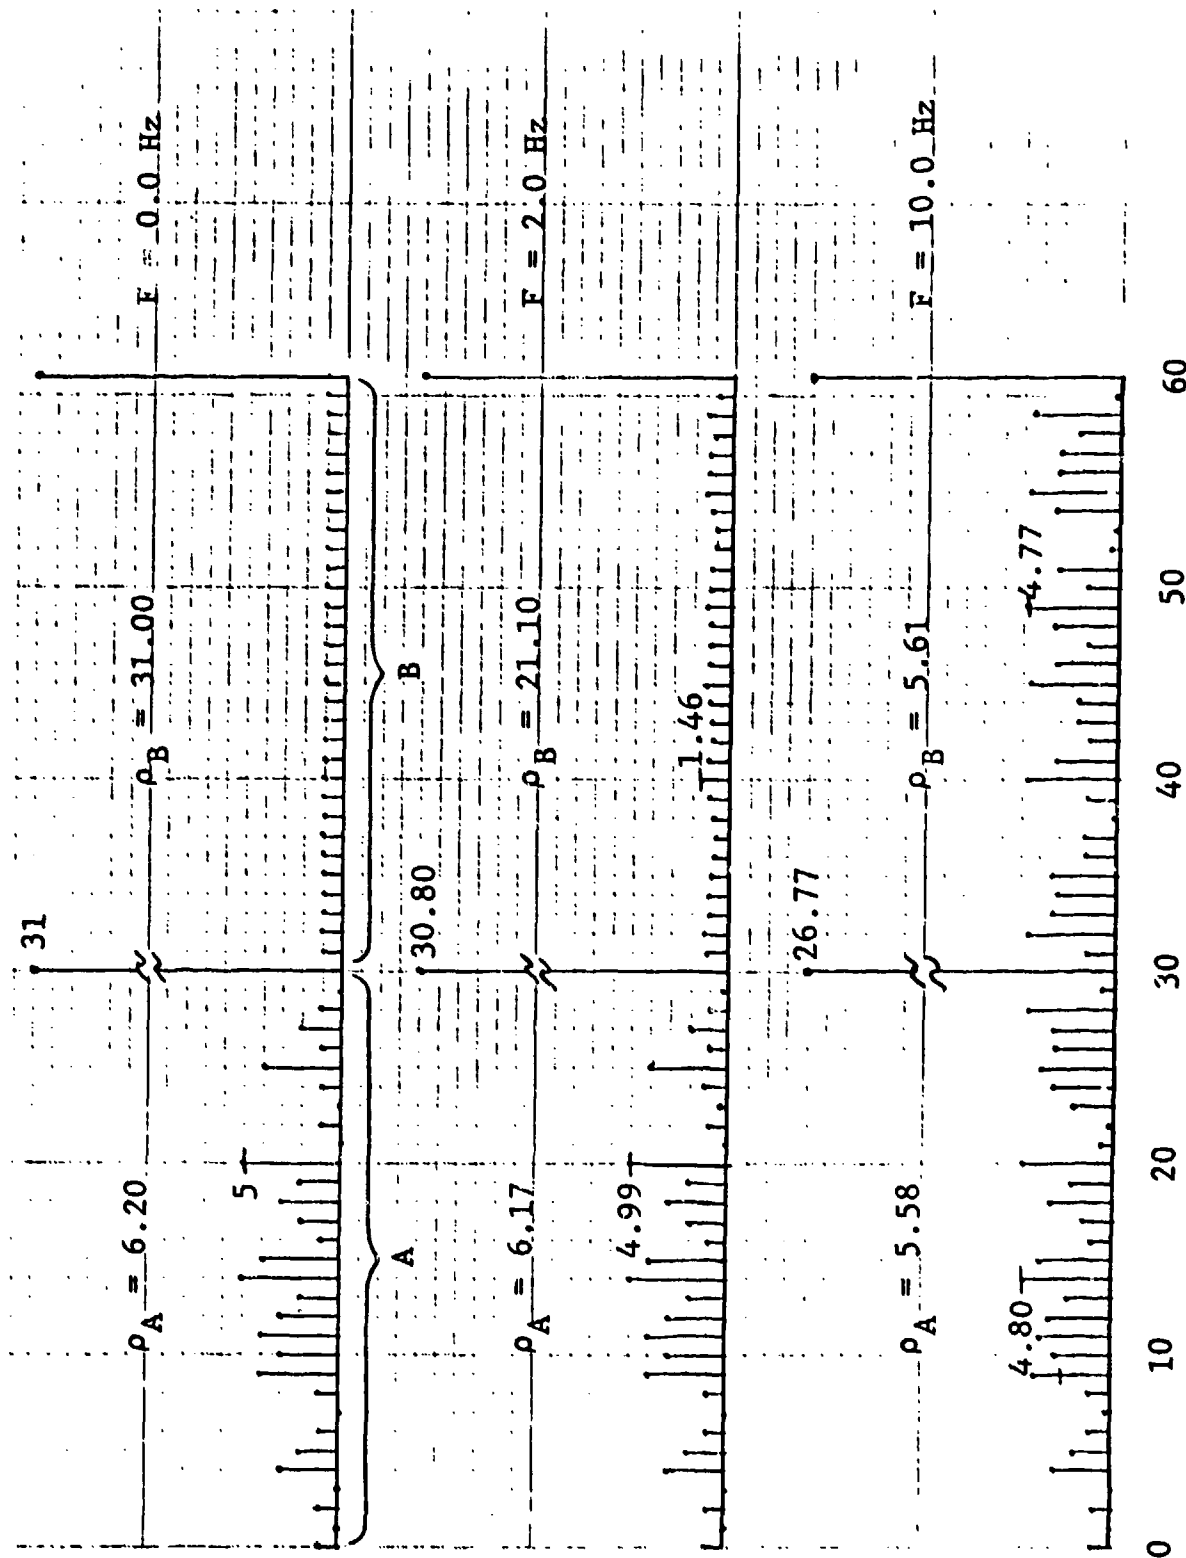 31
ρA = 6.20
ρB = 31.00
F = 0.0 Hz
5
A
B
30.80
ρA = 6.17
ρB = 21.10
F = 2.0 Hz
4.99
1.46
26.77
ρA = 5.58
ρB = 5.61
F = 10.0 Hz
4.80
4.77
0 10 20 30 40 50 60